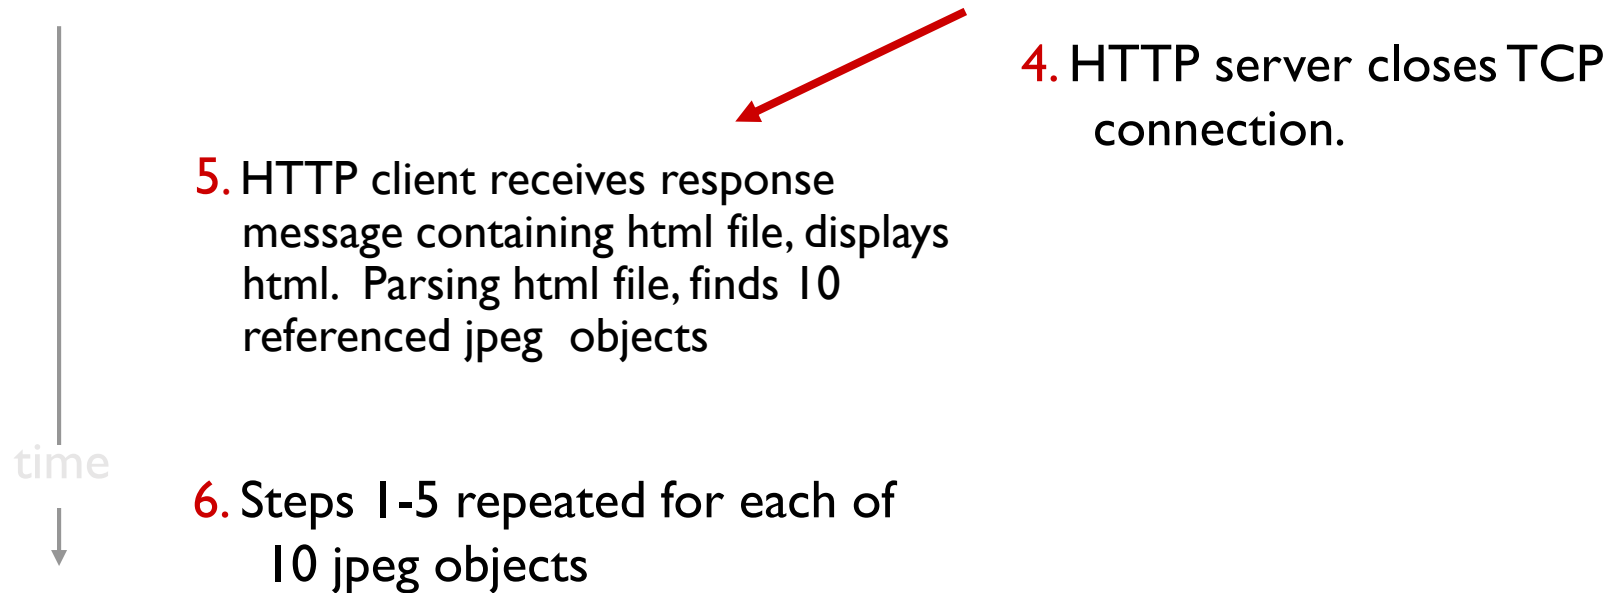 4. HTTP server closes TCP
connection.
5. HTTP client receives response
message containing html file, displays
html. Parsing html file, finds 10
referenced jpeg objects
time
6. Steps 1-5 repeated for each of
10 jpeg objects